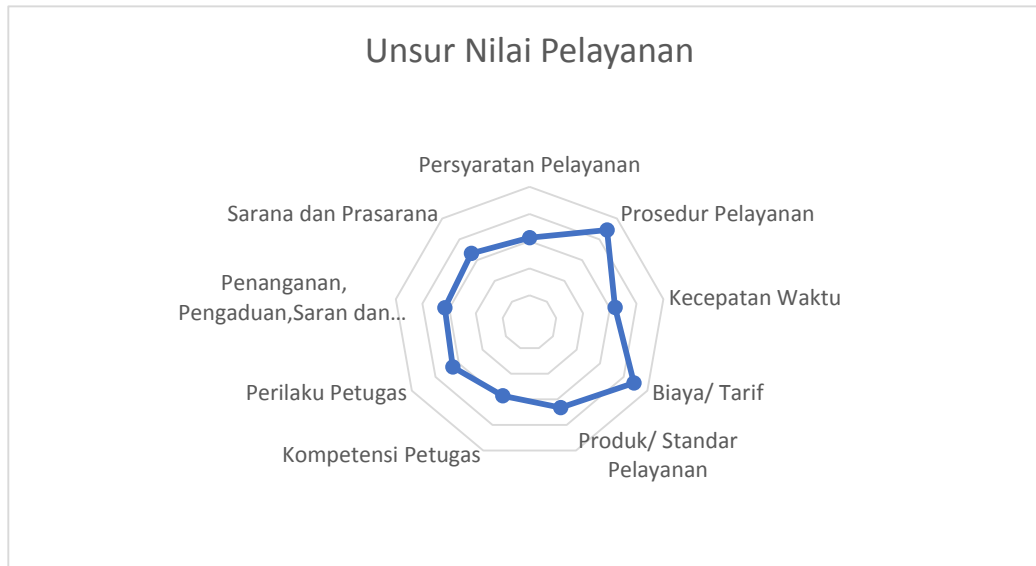 Unsur Nilai Pelayanan
Persyaratan Pelayanan
Prosedur Pelayanan
Kecepatan Waktu
Biaya/ Tarif
Produk/ Standar
Pelayanan
Kompetensi Petugas
Perilaku Petugas
Penanganan,
Pengaduan,Saran dan…
Sarana dan Prasarana